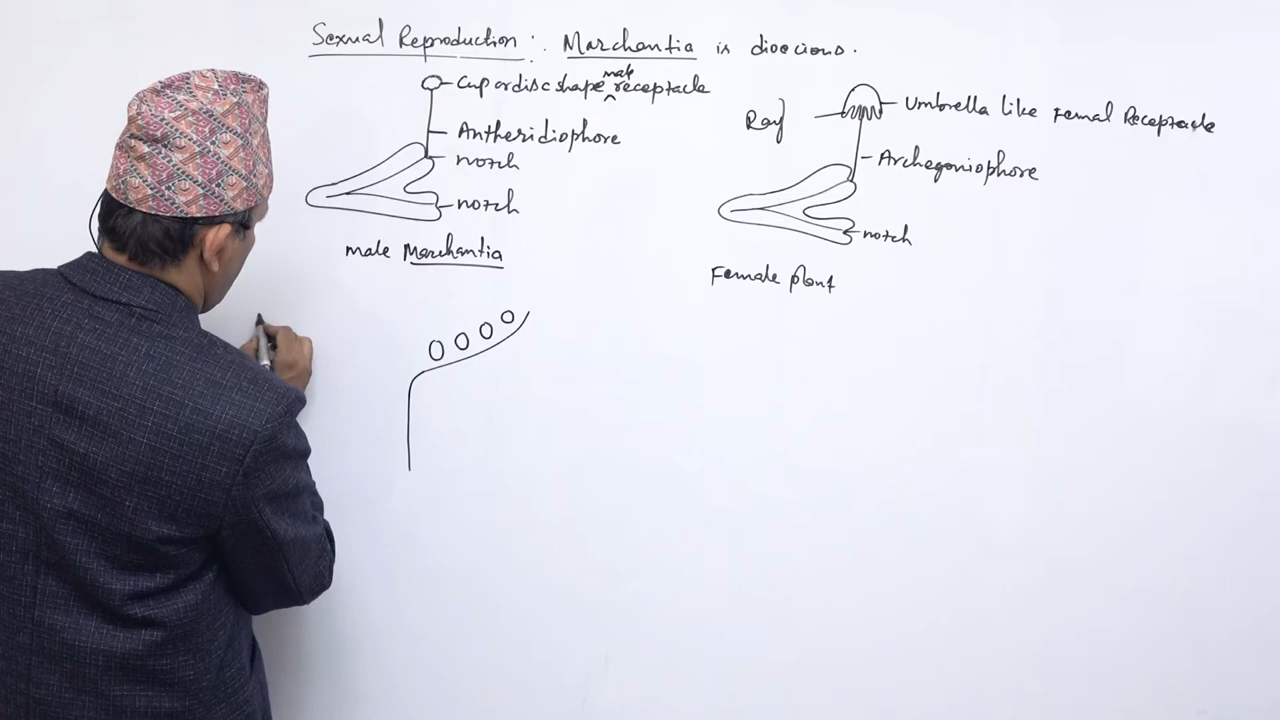 Sexual Reproduction :. Marchantia is dioecious.
male
Cup or disc shape ^ receptacle
Antheridiophore
notch
notch
male Marchantia
Ray
Umbrella like Femal Receptacle
Archegoniophore
notch
Female plant